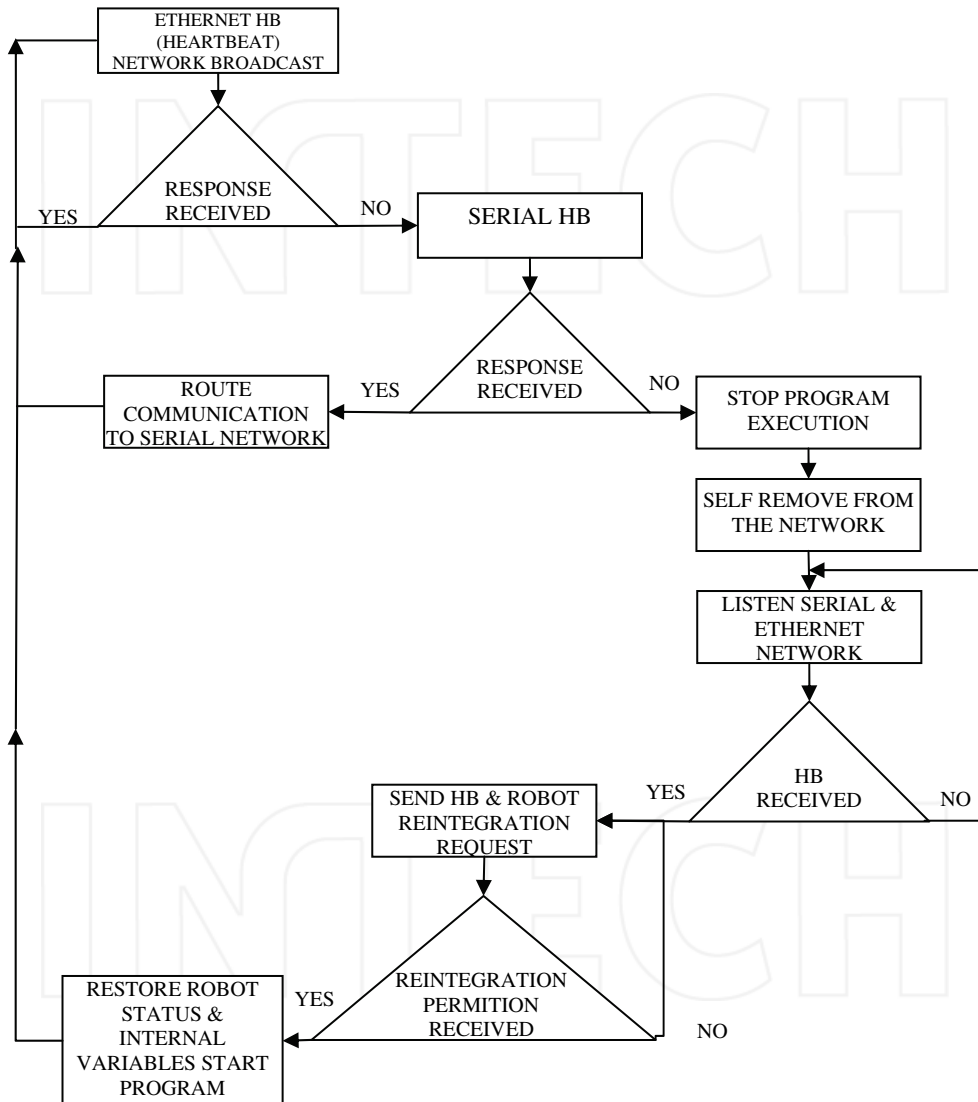 ETHERNET HB
(HEARTBEAT)
NETWORK BROADCAST
RESPONSE
RECEIVED
YES
NO
SERIAL HB
RESPONSE
RECEIVED
YES
NO
ROUTE
COMMUNICATION
TO SERIAL NETWORK
STOP PROGRAM
EXECUTION
SELF REMOVE FROM
THE NETWORK
LISTEN SERIAL &
ETHERNET
NETWORK
HB
RECEIVED
YES
NO
SEND HB & ROBOT
REINTEGRATION
REQUEST
REINTEGRATION
PERMITION
RECEIVED
YES
NO
RESTORE ROBOT
STATUS &
INTERNAL
VARIABLES START
PROGRAM
INTECH
INTECH